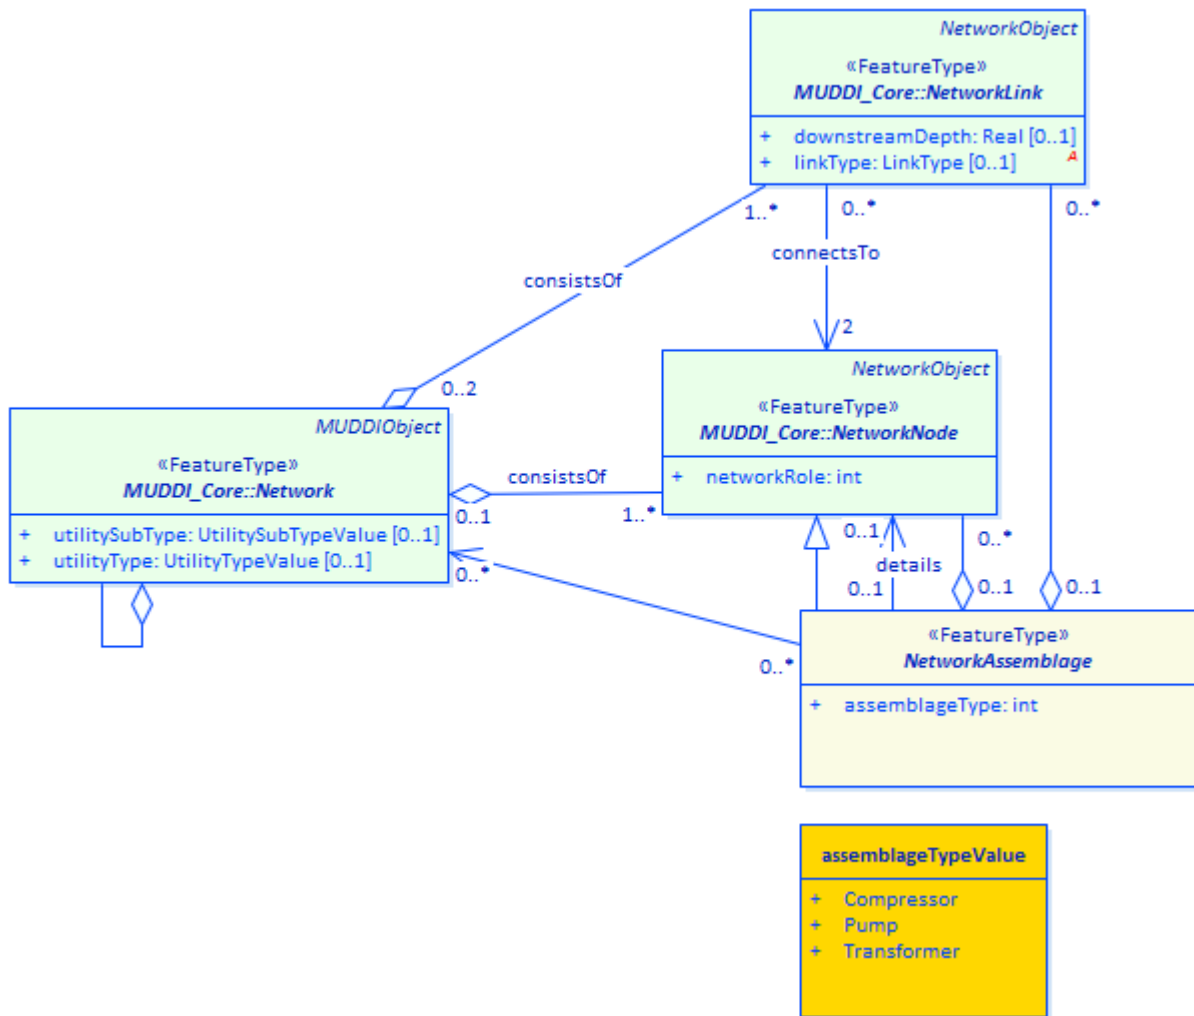 NetworkObject
«FeatureType»
MUDDI_Core::NetworkLink
+ downstreamDepth: Real [0..1]
+ linkType: LinkType [0..1]
A
1..*
0..*
0..*
connectsTo
consistsOf
2
NetworkObject
«FeatureType»
MUDDI_Core::NetworkNode
+ networkRole: int
0..2
MUDDIObject
«FeatureType»
MUDDI_Core::Network
+ utilitySubType: UtilitySubTypeValue [0..1]
+ utilityType: UtilityTypeValue [0..1]
consistsOf
0..1
1..*
0..*
0..1
0..*
details
0..1
0..1
0..1
0..*
«FeatureType»
NetworkAssemblage
+ assemblageType: int
assemblageTypeValue
+ Compressor
+ Pump
+ Transformer